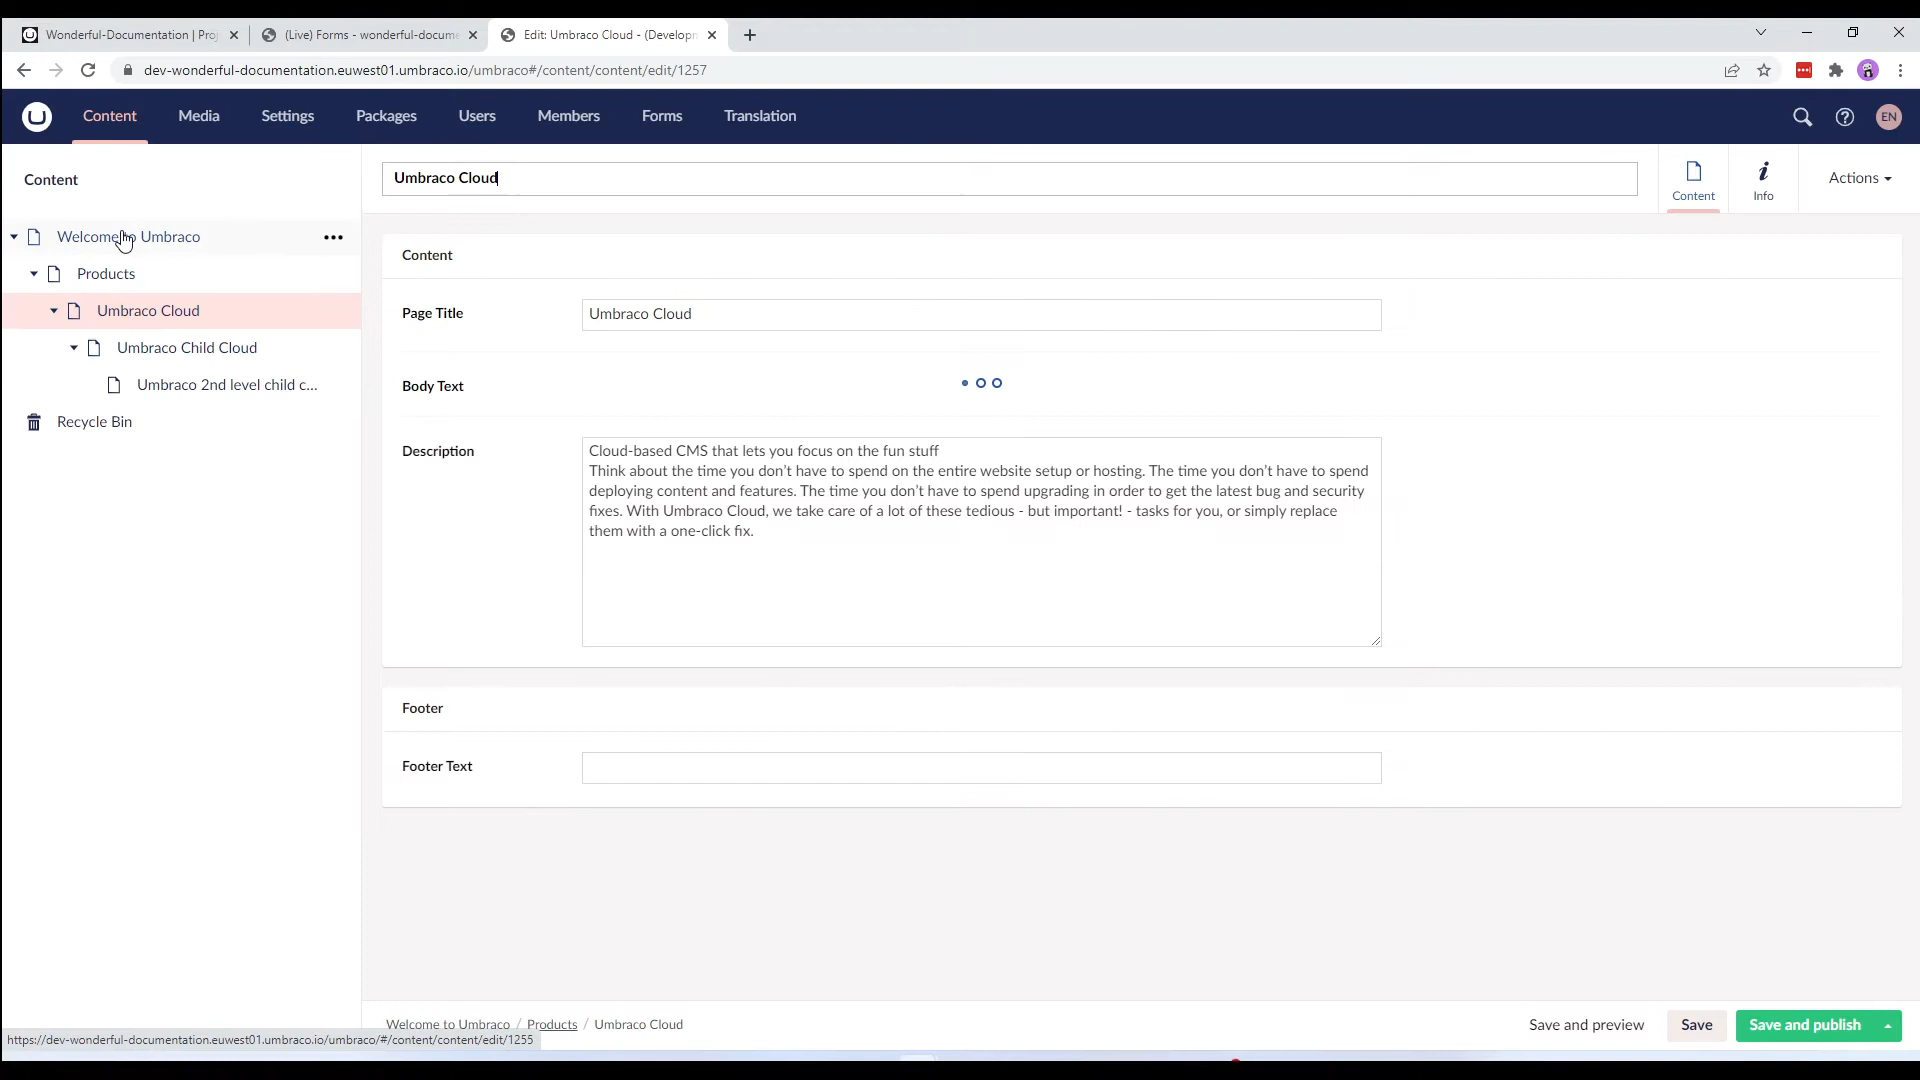 Wonderful-Documentation | Proj
(Live) Forms - wonderful-docume
Edit: Umbraco Cloud - (Developm
dev-wonderful-documentation.euwest01.umbraco.io/umbraco#/content/content/edit/1257
Content
Media
Settings
Packages
Users
Members
Forms
Translation
EN
Content
Umbraco Cloud
Content
Info
Actions
Welcome to Umbraco
Products
Umbraco Cloud
Umbraco Child Cloud
Umbraco 2nd level child c...
Recycle Bin
Content
Page Title
Umbraco Cloud
Body Text
Description
Cloud-based CMS that lets you focus on the fun stuff
Think about the time you don’t have to spend on the entire website setup or hosting. The time you don’t have to spend
deploying content and features. The time you don’t have to spend upgrading in order to get the latest bug and security
fixes. With Umbraco Cloud, we take care of a lot of these tedious - but important! - tasks for you, or simply replace
them with a one-click fix.
Footer
Footer Text
Welcome to Umbraco / Products / Umbraco Cloud
Save and preview
Save
Save and publish
https://dev-wonderful-documentation.euwest01.umbraco.io/umbraco/#/content/content/edit/1255